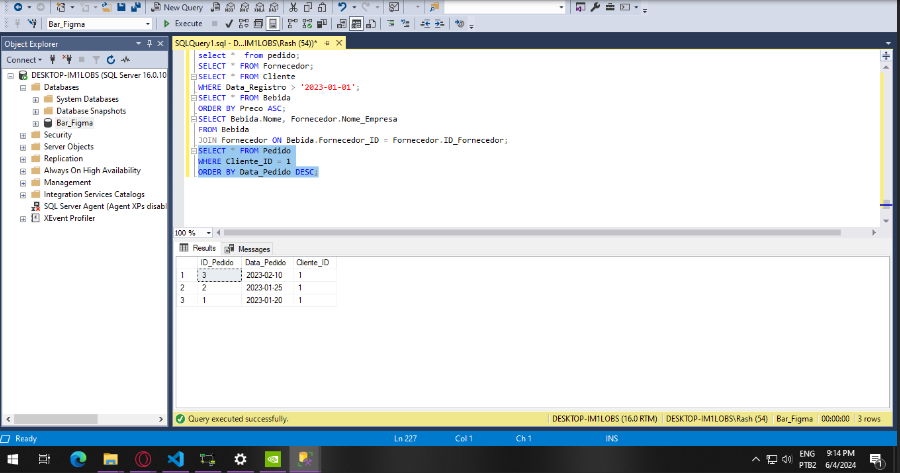 New Query
Bar_Figma
Execute
Object Explorer
SQLQuery1.sql - D...IM1LOBS\Rash (54))*
Connect
DESKTOP-IM1LOBS (SQL Server 16.0.10
Databases
System Databases
Database Snapshots
Bar_Figma
Security
Server Objects
Replication
Always On High Availability
Management
Integration Services Catalogs
SQL Server Agent (Agent XPs disabl
XEvent Profiler
select *  from pedido;
SELECT * FROM Fornecedor;
SELECT * FROM Cliente
WHERE Data_Registro > '2023-01-01';
SELECT * FROM Bebida
ORDER BY Preco ASC;
SELECT Bebida.Nome, Fornecedor.Nome_Empresa
FROM Bebida
JOIN Fornecedor ON Bebida.Fornecedor_ID = Fornecedor.ID_Fornecedor;
SELECT * FROM Pedido
WHERE Cliente_ID = 1
ORDER BY Data_Pedido DESC;
100 %
Results Messages
ID_Pedido Data_Pedido Cliente_ID
1 3 2023-02-10 1
2 2 2023-01-25 1
3 1 2023-01-20 1
Query executed successfully.
DESKTOP-IM1LOBS (16.0 RTM) DESKTOP-IM1LOBS\Rash (54) Bar_Figma 00:00:00 3 rows
Ready Ln 227 Col 1 Ch 1 INS
ENG 9:14 PM
PTB2 6/4/2024
1